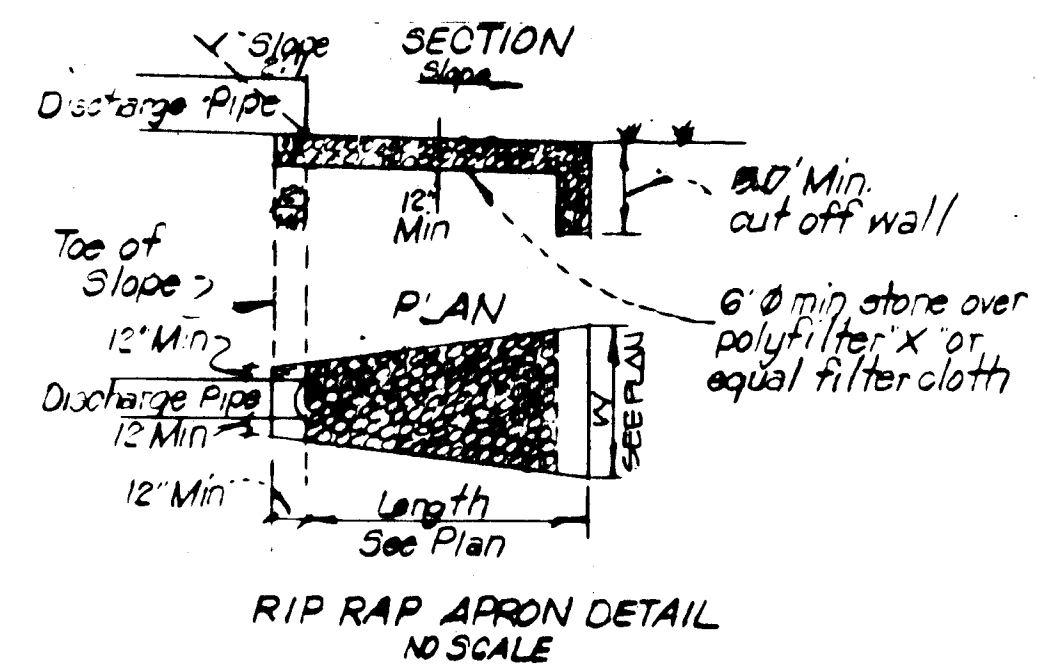 Slope
SECTION
Slope
Discharge Pipe
12"
Min
Min.
cut off wall
Toe of
Slope
PLAN
6" Ø min. stone over
polyfilter "X" or
equal filter cloth
12" Min
Discharge Pipe
12 Min
12" Min
W
SEE PLAN
Length
See Plan
RIP RAP APRON DETAIL
NO SCALE